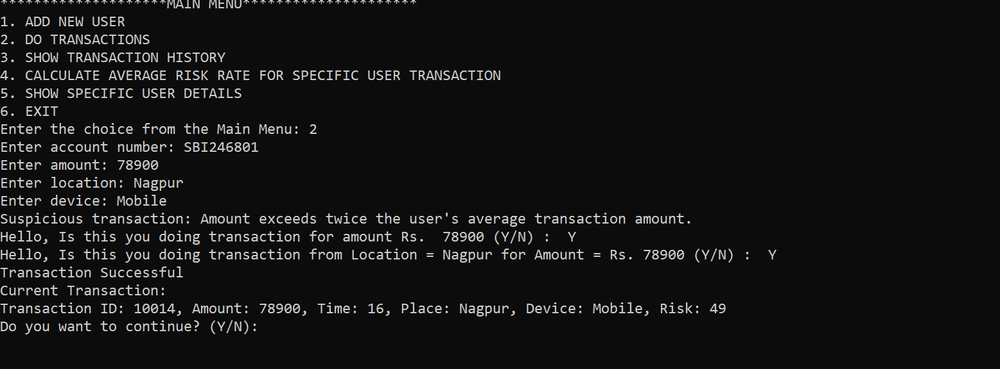 ********************MAIN MENU*********************
1. ADD NEW USER
2. DO TRANSACTIONS
3. SHOW TRANSACTION HISTORY
4. CALCULATE AVERAGE RISK RATE FOR SPECIFIC USER TRANSACTION
5. SHOW SPECIFIC USER DETAILS
6. EXIT
Enter the choice from the Main Menu: 2
Enter account number: SBI246801
Enter amount: 78900
Enter location: Nagpur
Enter device: Mobile
Suspicious transaction: Amount exceeds twice the user's average transaction amount.
Hello, Is this you doing transaction for amount Rs.  78900 (Y/N) :  Y
Hello, Is this you doing transaction from Location = Nagpur for Amount = Rs. 78900 (Y/N) :  Y
Transaction Successful
Current Transaction:
Transaction ID: 10014, Amount: 78900, Time: 16, Place: Nagpur, Device: Mobile, Risk: 49
Do you want to continue? (Y/N):